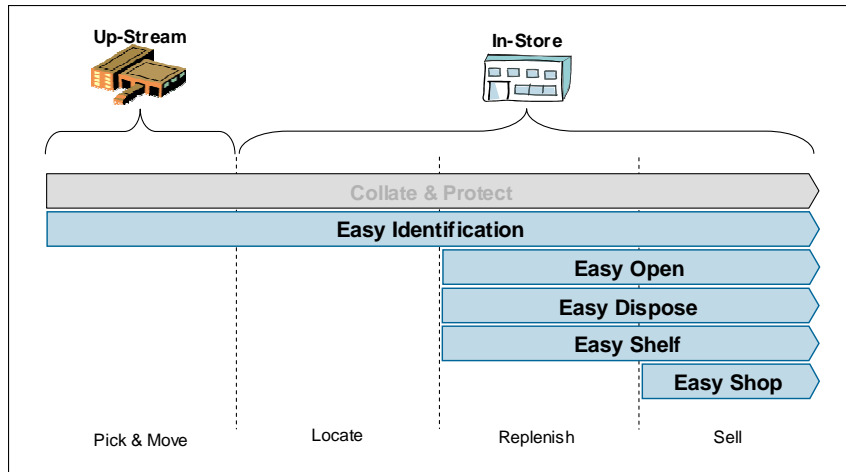 Up-Stream
In-Store
Collate & Protect
Easy Identification
Easy Open
Easy Dispose
Easy Shelf
Easy Shop
Pick & Move
Locate
Replenish
Sell